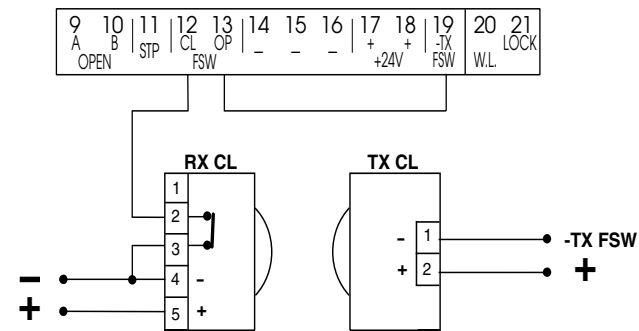 9 10 11 12 13 14 15 16 17 18 19 20 21
A B STP CL OP _ _ _ + + -TX W.L. LOCK
OPEN FSW +24V FSW
RX CL TX CL
1
2
3
- 4 -
+ 5 +
- 1 -TX FSW
+ 2 +